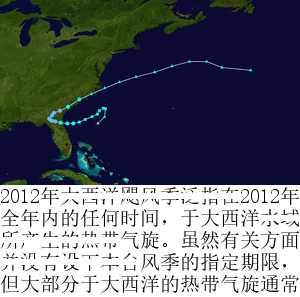 2012年大西洋飓风季泛指在2012年
全年内的任何时间，于大西洋水域
所产生的热带气旋。虽然有关方面
并没有设下本台风季的指定期限，
但大部分于大西洋的热带气旋通常